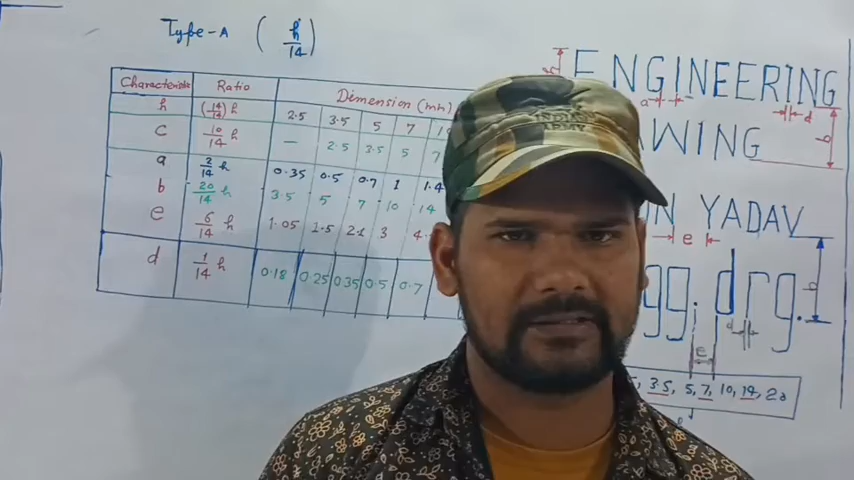 Type-A (h/14)
Characteristic Ratio Dimension (mm)
h (14/14)h 2.5 3.5 5 7
c 10/14 h — 2.5 3.5 5 7
a 2/14 h 0.35 0.5 0.7 1 1.4
b 20/14 h 3.5 5 7 10 14
e 6/14 h 1.05 1.5 2.1 3
d 1/14 h 0.18 0.25 0.35 0.5 0.7
ENGINEERING
a d b
INDIAN
ARMY
YADAV
e
gg.drg.
d b
e
3.5, 5, 7, 10, 14, 20